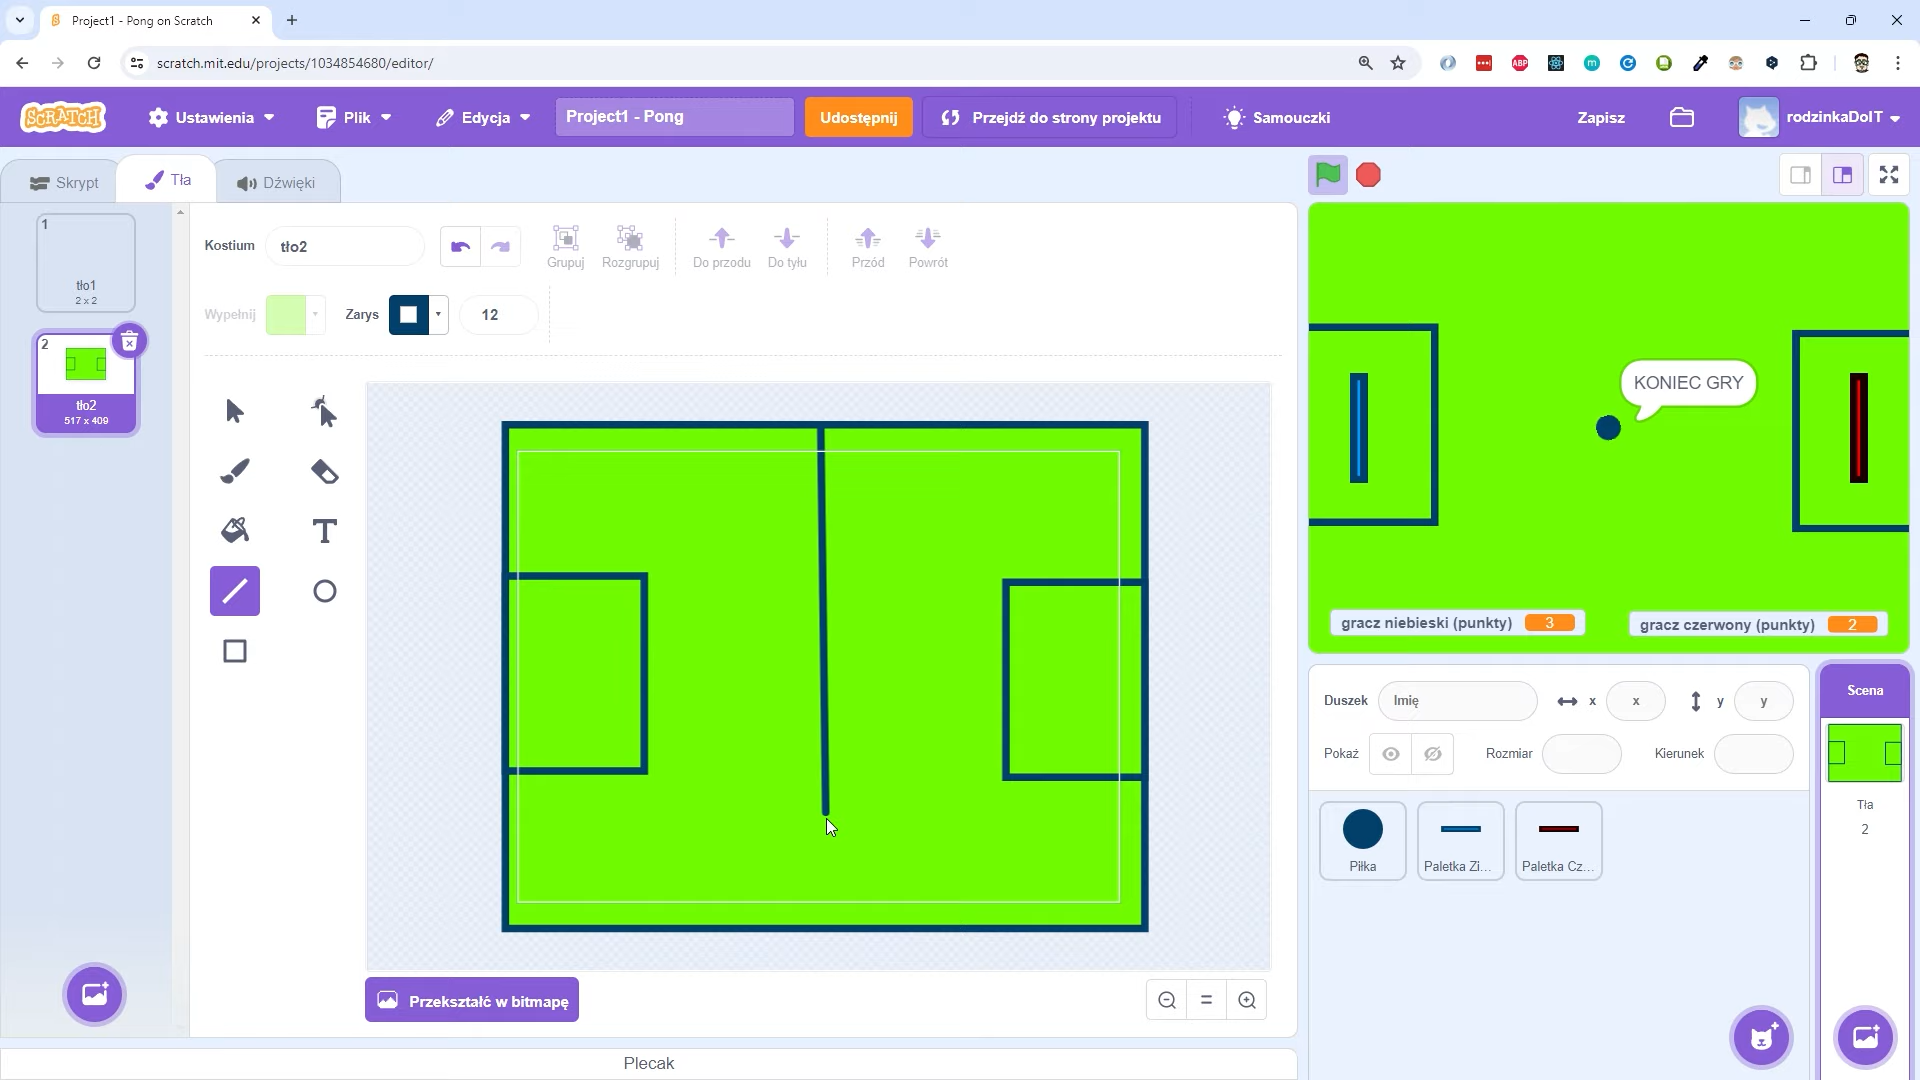 Project1 - Pong on Scratch
scratch.mit.edu/projects/1034854680/editor/
ABP
m
SCRATCH
Ustawienia
Plik
Edycja
Project1 - Pong
Udostępnij
Przejdź do strony projektu
Samouczki
Zapisz
rodzinkaDoIT
Skrypt
Tła
Dźwięki
1
tło1
2 x 2
2
tło2
517 x 409
Kostium
tło2
Grupuj
Rozgrupuj
Do przodu
Do tyłu
Przód
Powrót
Wypełnij
Zarys
12
T
Przekształć w bitmapę
Plecak
KONIEC GRY
gracz niebieski (punkty) 3
gracz czerwony (punkty) 2
Duszek
Imię
x
x
y
y
Pokaż
Rozmiar
Kierunek
Piłka
Paletka Zi...
Paletka Cz...
Scena
Tła
2